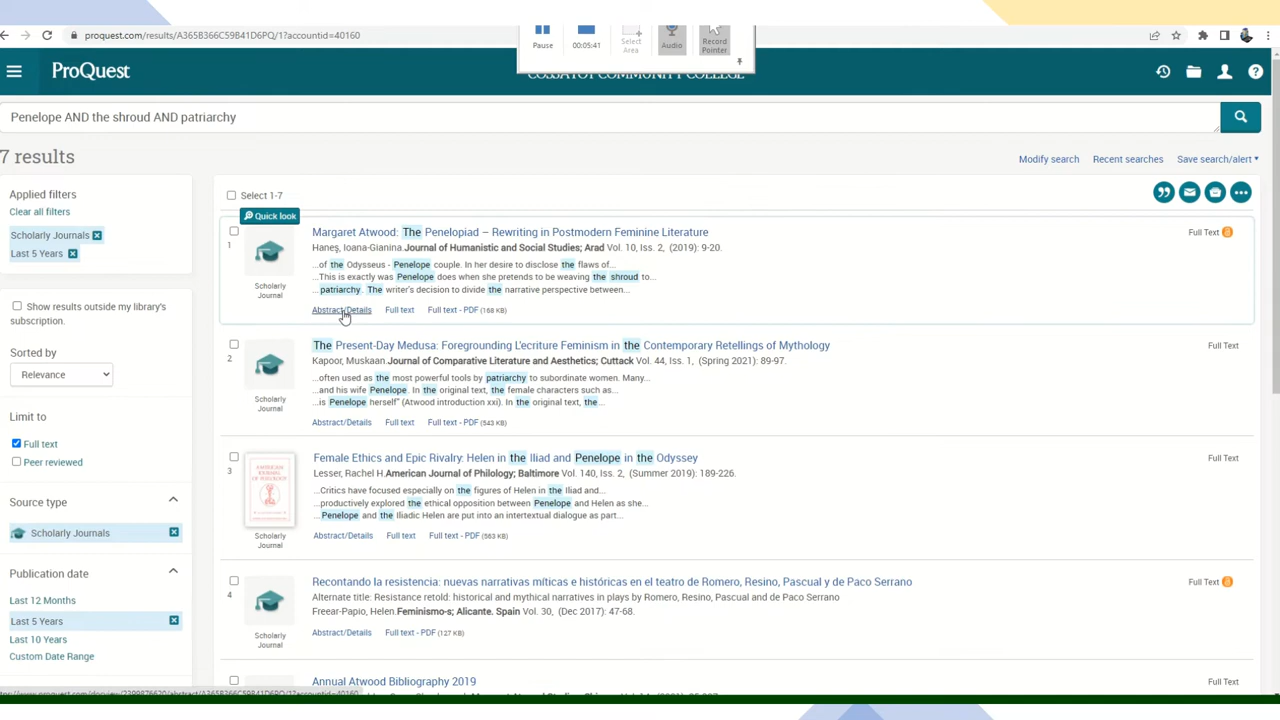 proquest.com/results/A365B366C59B41D6PQ/1?accountid=40160
Pause
00:05:41
Select Area
Audio
Record Pointer
ProQuest
COSSATOT COMMUNITY COLLEGE
Penelope AND the shroud AND patriarchy
7 results
Modify search
Recent searches
Save search/alert
Applied filters
Clear all filters
Scholarly Journals
Last 5 Years
Show results outside my library's
subscription.
Sorted by
Relevance
Limit to
Full text
Peer reviewed
Source type
Scholarly Journals
Publication date
Last 12 Months
Last 5 Years
Last 10 Years
Custom Date Range
Select 1-7
Quick look
1
Scholarly
Journal
Margaret Atwood: The Penelopiad – Rewriting in Postmodern Feminine Literature
Full Text
Haneș, Ioana-Gianina.Journal of Humanistic and Social Studies; Arad Vol. 10, Iss. 2, (2019): 9-20.
...of the Odysseus - Penelope couple. In her desire to disclose the flaws of...
...This is exactly was Penelope does when she pretends to be weaving the shroud to...
...patriarchy. The writer's decision to divide the narrative perspective between...
Abstract/Details Full text Full text - PDF (168 KB)
2
Scholarly
Journal
The Present-Day Medusa: Foregrounding L'ecriture Feminism in the Contemporary Retellings of Mythology
Full Text
Kapoor, Muskaan.Journal of Comparative Literature and Aesthetics; Cuttack Vol. 44, Iss. 1, (Spring 2021): 89-97.
...often used as the most powerful tools by patriarchy to subordinate women. Many...
...and his wife Penelope. In the original text, the female characters such as...
...is Penelope herself" (Atwood introduction xxi). In the original text, the...
Abstract/Details Full text Full text - PDF (543 KB)
3
Scholarly
Journal
Female Ethics and Epic Rivalry: Helen in the Iliad and Penelope in the Odyssey
Full Text
Lesser, Rachel H.American Journal of Philology; Baltimore Vol. 140, Iss. 2, (Summer 2019): 189-226.
...Critics have focused especially on the figures of Helen in the Iliad and...
...productively explored the ethical opposition between Penelope and Helen as she...
...Penelope and the Iliadic Helen are put into an intertextual dialogue as part...
Abstract/Details Full text Full text - PDF (563 KB)
4
Scholarly
Journal
Recontando la resistencia: nuevas narrativas míticas e históricas en el teatro de Romero, Resino, Pascual y de Paco Serrano
Full Text
Alternate title: Resistance retold: historical and mythical narratives in plays by Romero, Resino, Pascual and de Paco Serrano
Freear-Papio, Helen.Feminismo-s; Alicante. Spain Vol. 30, (Dec 2017): 47-68.
Abstract/Details Full text - PDF (127 KB)
Annual Atwood Bibliography 2019
Full Text